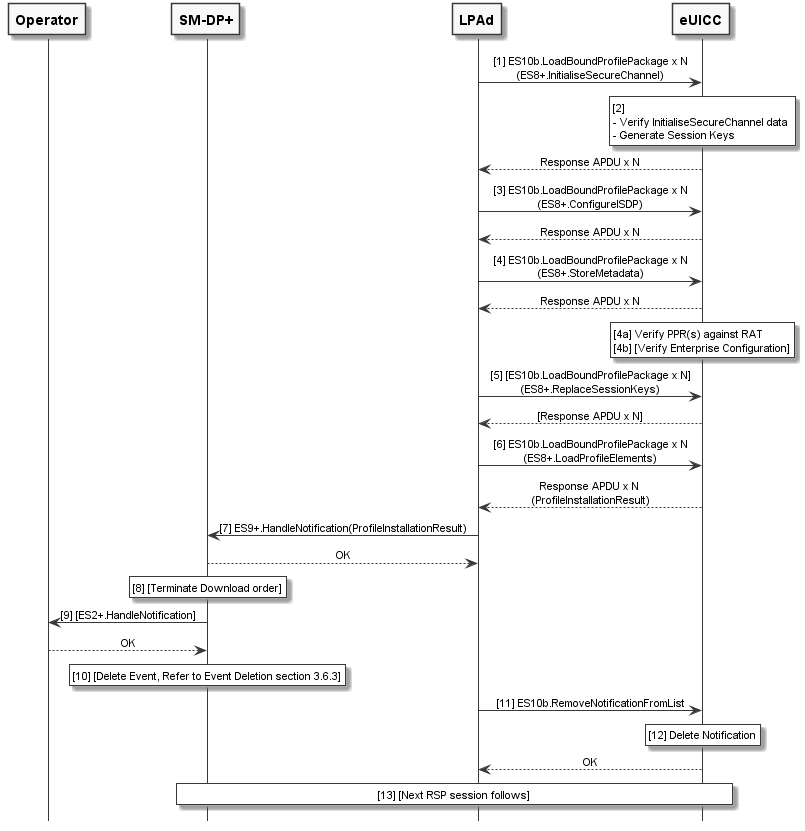 Operator
SM-DP+
LPAd
eUICC
[1] ES10b.LoadBoundProfilePackage x N
(ES8+.InitialiseSecureChannel)
[2]
- Verify InitialiseSecureChannel data
- Generate Session Keys
Response APDU x N
[3] ES10b.LoadBoundProfilePackage x N
(ES8+.ConfigureISDP)
Response APDU x N
[4] ES10b.LoadBoundProfilePackage x N
(ES8+.StoreMetadata)
Response APDU x N
[4a] Verify PPR(s) against RAT
[4b] [Verify Enterprise Configuration]
[5] [ES10b.LoadBoundProfilePackage x N]
(ES8+.ReplaceSessionKeys)
[Response APDU x N]
[6] ES10b.LoadBoundProfilePackage x N
(ES8+.LoadProfileElements)
Response APDU x N
(ProfileInstallationResult)
[7] ES9+.HandleNotification(ProfileInstallationResult)
OK
[8] [Terminate Download order]
[9] [ES2+.HandleNotification]
OK
[10] [Delete Event, Refer to Event Deletion section 3.6.3]
[11] ES10b.RemoveNotificationFromList
[12] Delete Notification
OK
[13] [Next RSP session follows]